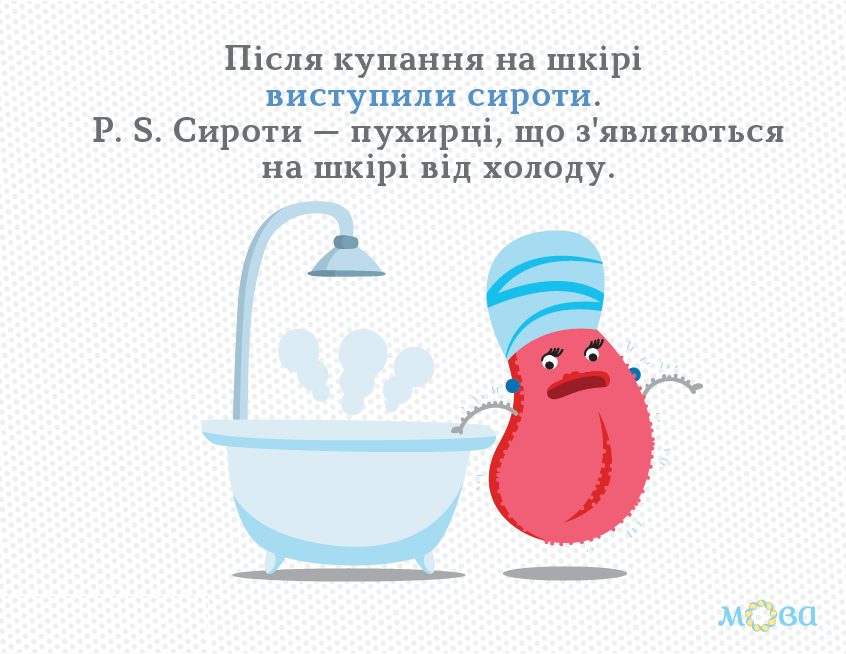 Після купання на шкірі
виступили сироти.
P. S. Сироти — пухирці, що з'являються
на шкірі від холоду.
мова